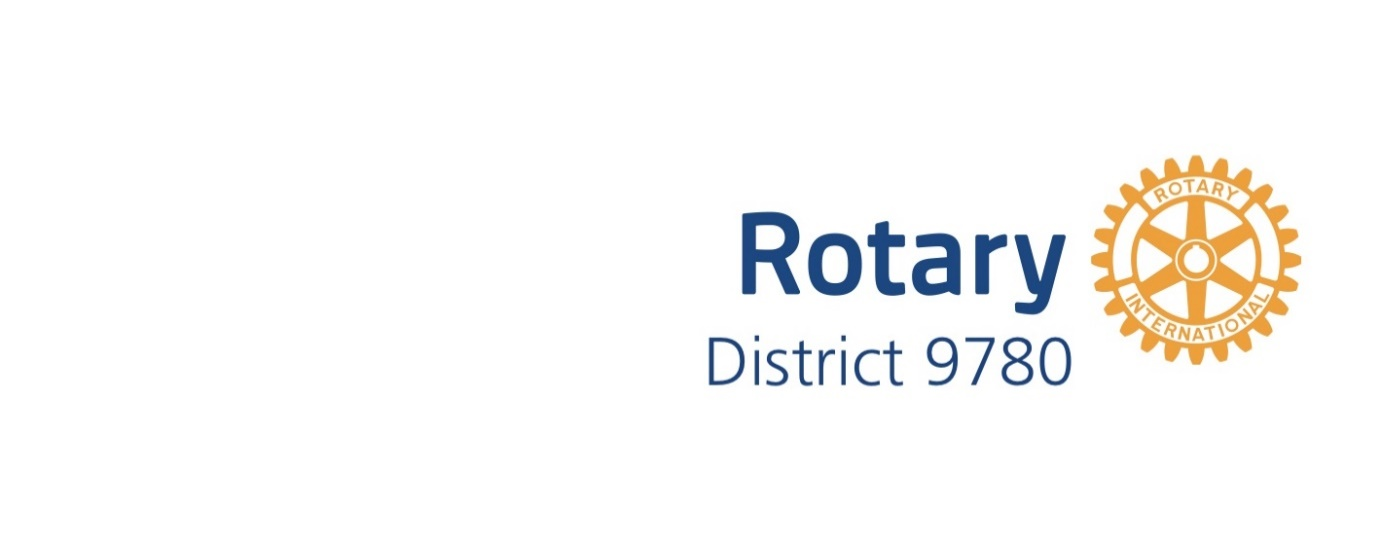 Rotary
District 9780
ROTARY
INTERNATIONAL